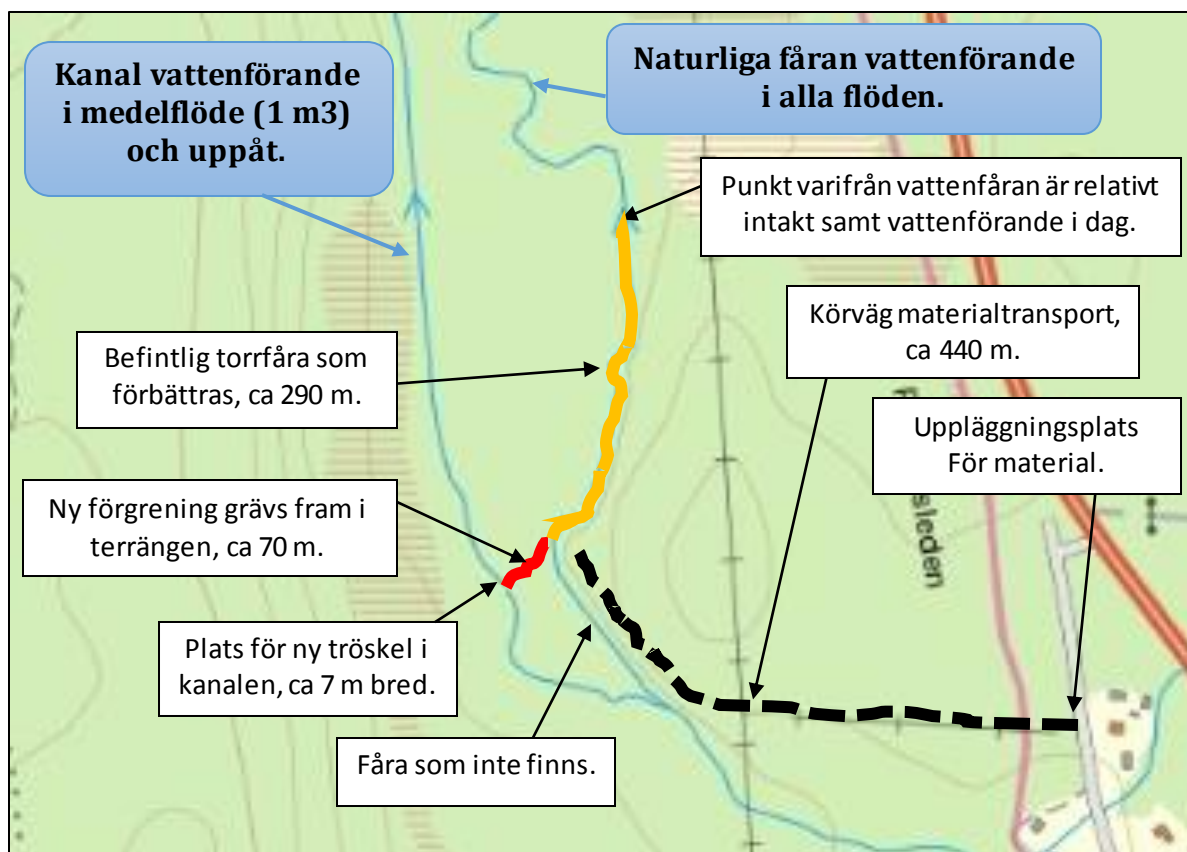 Kanal vattenförande
i medelflöde (1 m3)
och uppåt.
Naturliga fåran vattenförande
i alla flöden.
Punkt varifrån vattenfåran är relativt
intakt samt vattenförande i dag.
Körväg materialtransport,
ca 440 m.
Befintlig torrfåra som
förbättras, ca 290 m.
Uppläggningsplats
För material.
Ny förgrening grävs fram i
terrängen, ca 70 m.
Plats för ny tröskel i
kanalen, ca 7 m bred.
Fåra som inte finns.